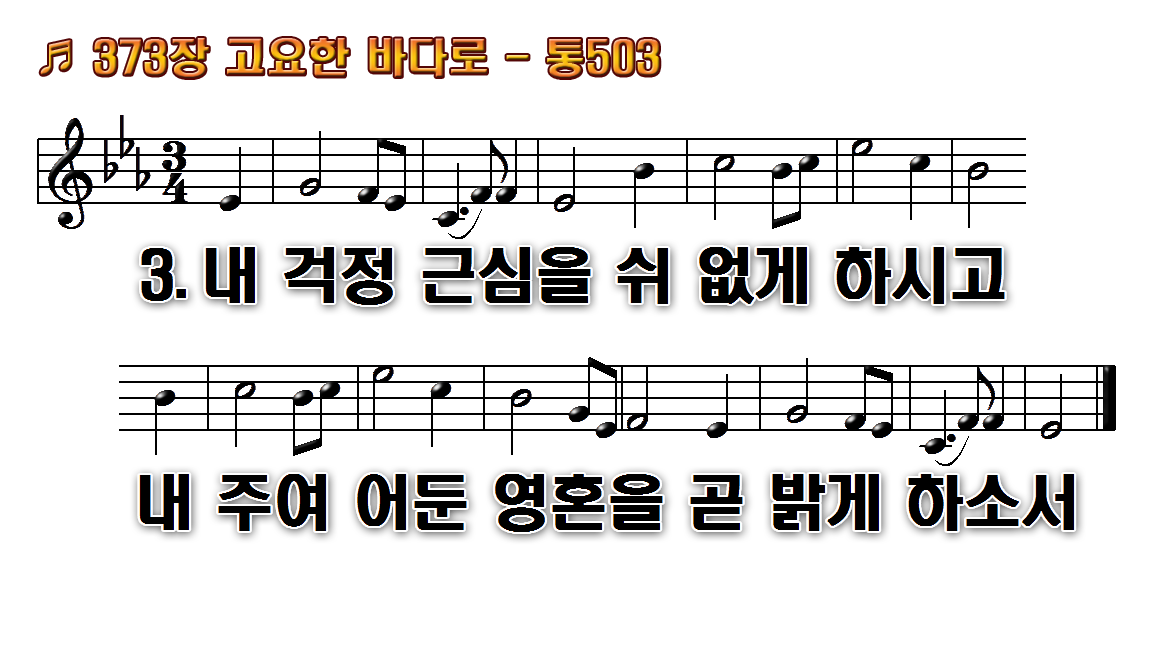 ♬ 373장 고요한 바다로 - 통503
3
4
3. 내 걱정 근심을 쉬 없게 하시고
내 주여 어둔 영혼을 곧 밝게 하소서